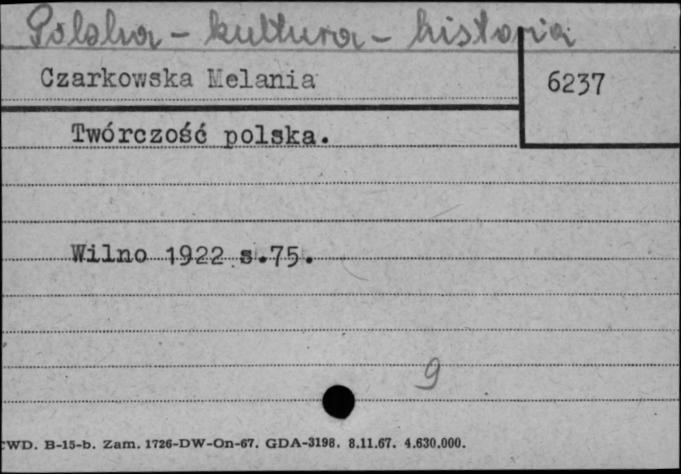 Polska - kultura - historia
Czarkowska Melania
6237
Twórczość polska.
Wilno 1922 s.75.
9
CWD. B-15-b. Zam. 1726-DW-On-67. GDA-3198. 8.11.67. 4.630.000.